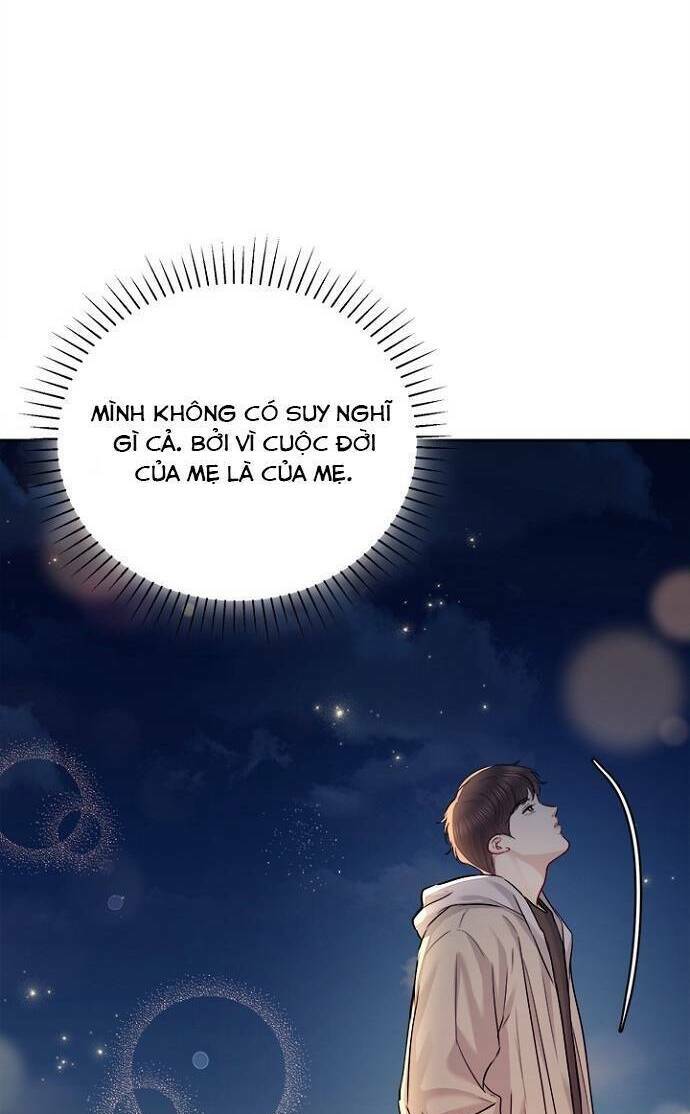 MÌNH KHÔNG CÓ SUY NGHĨ
GÌ CẢ. BỞI VÌ CUỘC ĐỜI
CỦA MẸ LÀ CỦA MẸ.